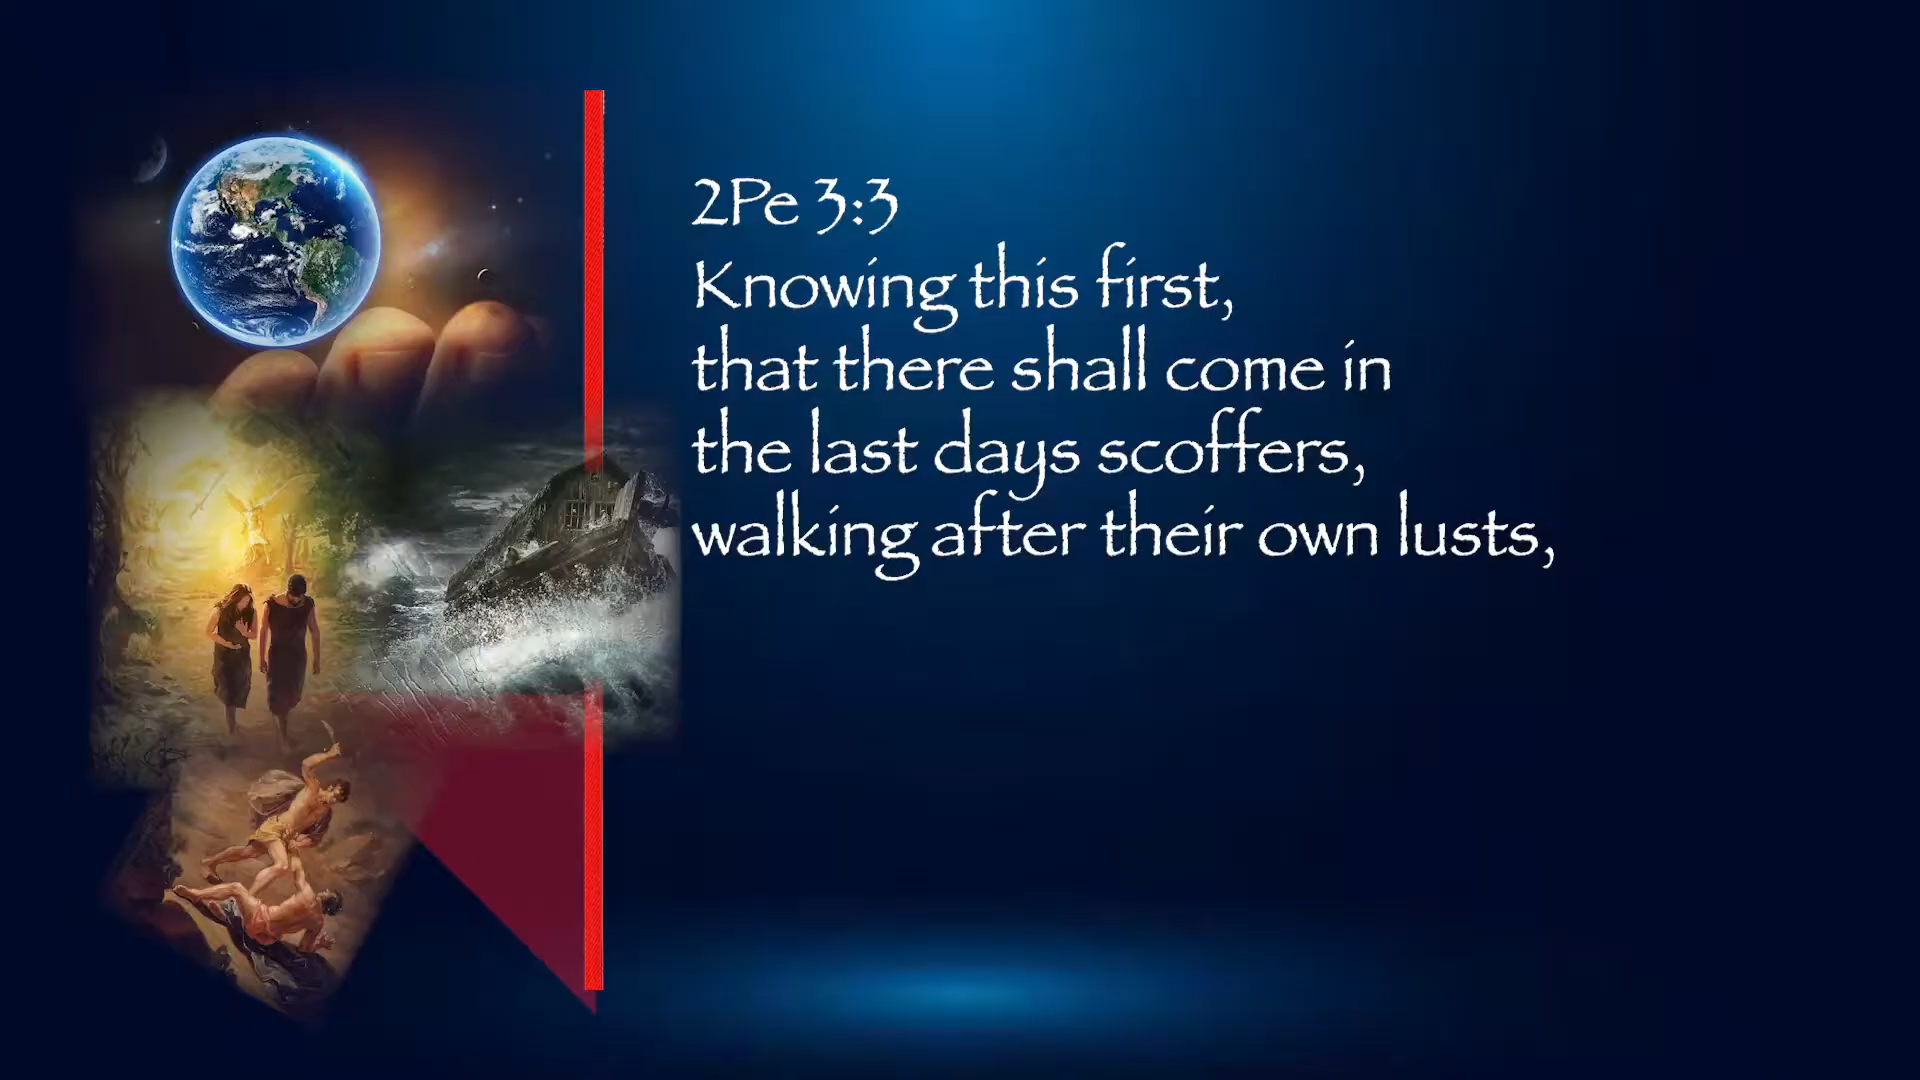 2Pe 3:3
Knowing this first,
that there shall come in
the last days scoffers,
walking after their own lusts,